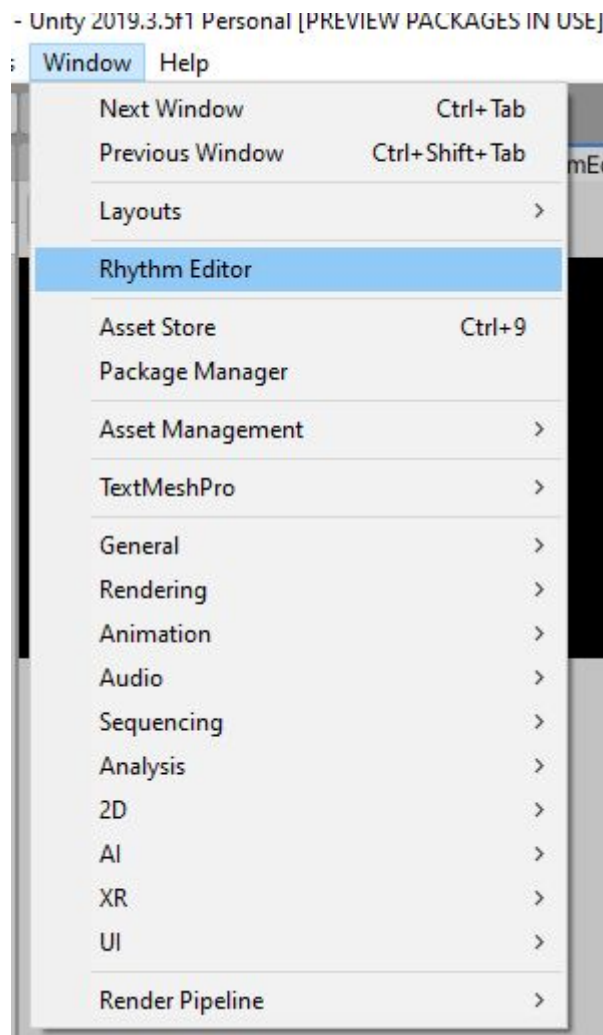 - Unity 2019.3.5f1 Personal [PREVIEW PACKAGES IN USE]
s Window Help
Next Window Ctrl+Tab
Previous Window Ctrl+Shift+Tab
mEd
Layouts >
Rhythm Editor
Asset Store Ctrl+9
Package Manager
Asset Management >
TextMeshPro >
General >
Rendering >
Animation >
Audio >
Sequencing >
Analysis >
2D >
AI >
XR >
UI >
Render Pipeline >